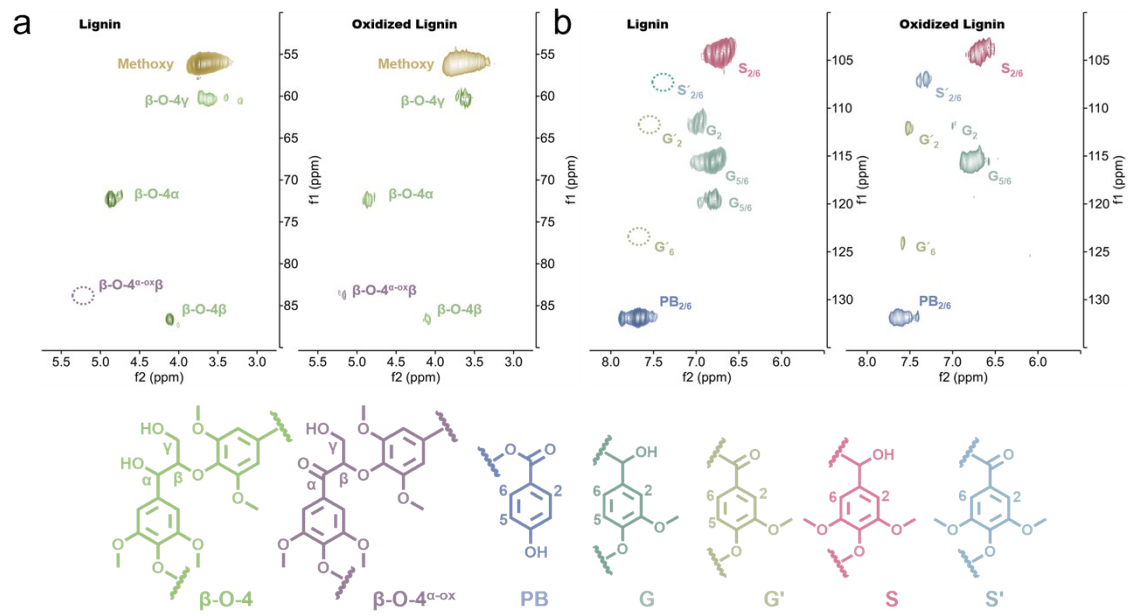 a
Lignin
Oxidized Lignin
b
Lignin
Oxidized Lignin
Methoxy
Methoxy
β-O-4γ
β-O-4γ
β-O-4α
β-O-4α
β-O-4α-oxβ
β-O-4β
β-O-4α-oxβ
β-O-4β
55
60
65
70
75
80
85
f1 (ppm)
55
60
65
70
75
80
85
f1 (ppm)
5.5 5.0 4.5 4.0 3.5 3.0
f2 (ppm)
5.5 5.0 4.5 4.0 3.5 3.0
f2 (ppm)
S2/6
S´2/6
G´2
G2
G5/6
G5/6
G´6
PB2/6
105
110
115
120
125
130
f1 (ppm)
S2/6
S´2/6
G´2
G2
G5/6
G´6
PB2/6
105
110
115
120
125
130
f1 (ppm)
8.0 7.5 7.0 6.5 6.0
f2 (ppm)
8.0 7.5 7.0 6.5 6.0
f2 (ppm)
HO
γ
HO
α
β
O
O
O
O
O
O
β-O-4
HO
γ
O
α
β
O
O
O
O
O
O
β-O-4α-ox
O
O
6
2
5
OH
PB
OH
6
2
5
O
O
G
O
6
2
5
O
O
G'
OH
6
2
O
O
O
S
O
6
2
O
O
O
S'